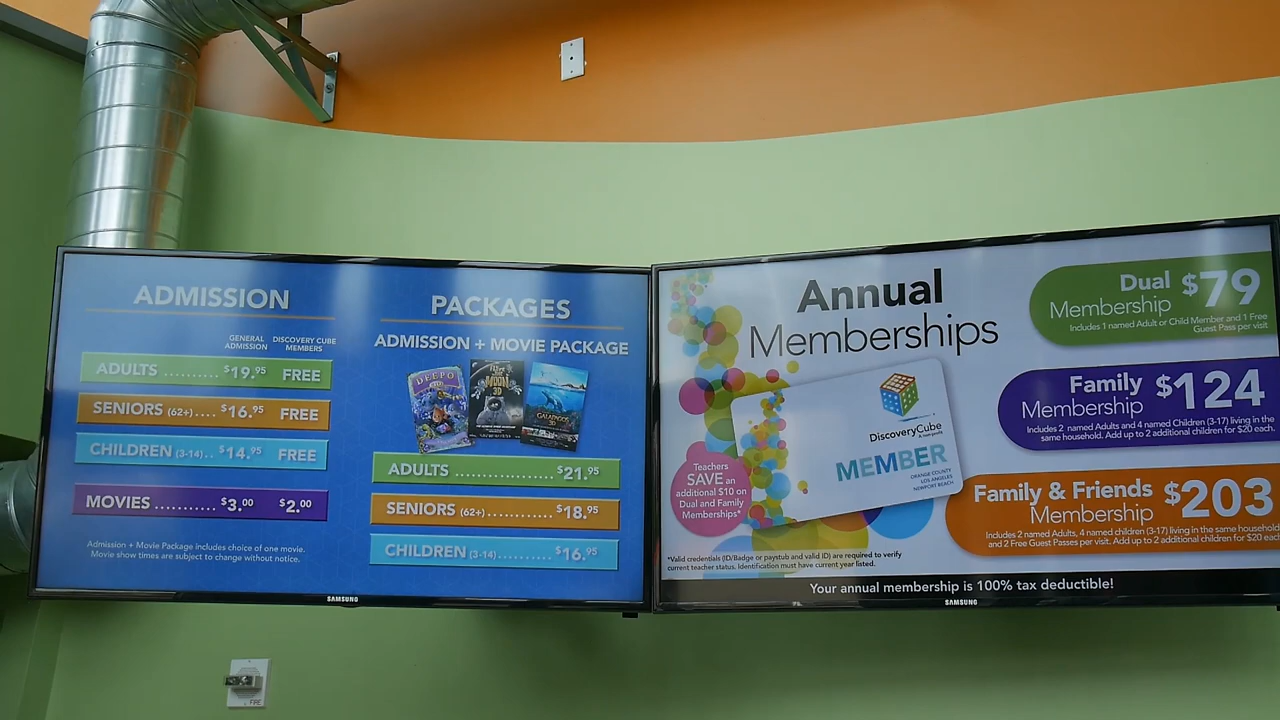 ADMISSION
GENERAL ADMISSION
DISCOVERY CUBE MEMBERS
ADULTS .......... $19.95 FREE
SENIORS (62+).... $16.95 FREE
CHILDREN (3-14).. $14.95 FREE
MOVIES ........... $3.00 $2.00
Admission + Movie Package includes choice of one movie.
Movie show times are subject to change without notice.
PACKAGES
ADMISSION + MOVIE PACKAGE
DEEPO
MOON
3D
GALAPAGOS
3D
ADULTS .................... $21.95
SENIORS (62+)............ $18.95
CHILDREN (3-14).......... $16.95
SAMSUNG
Annual
Memberships
DiscoveryCube
MEMBER
ORANGE COUNTY
LOS ANGELES
NEWPORT BEACH
Teachers
SAVE an
additional $10 on
Dual and Family
Memberships*
*Valid credentials (ID/Badge or paystub and valid ID) are required to verify
current teacher status. Identification must have current year listed.
Dual
Membership $79
Includes 1 named Adult or Child Member and 1 Free
Guest Pass per visit
Family
Membership $124
Includes 2 named Adults and 4 named Children (3-17) living in the
same household. Add up to 2 additional children for $20 each.
Family & Friends
Membership $203
Includes 2 named Adults, 4 named children (3-17) living in the same household
and 2 Free Guest Passes per visit. Add up to 2 additional children for $20 each
Your annual membership is 100% tax deductible!
SAMSUNG
FIRE